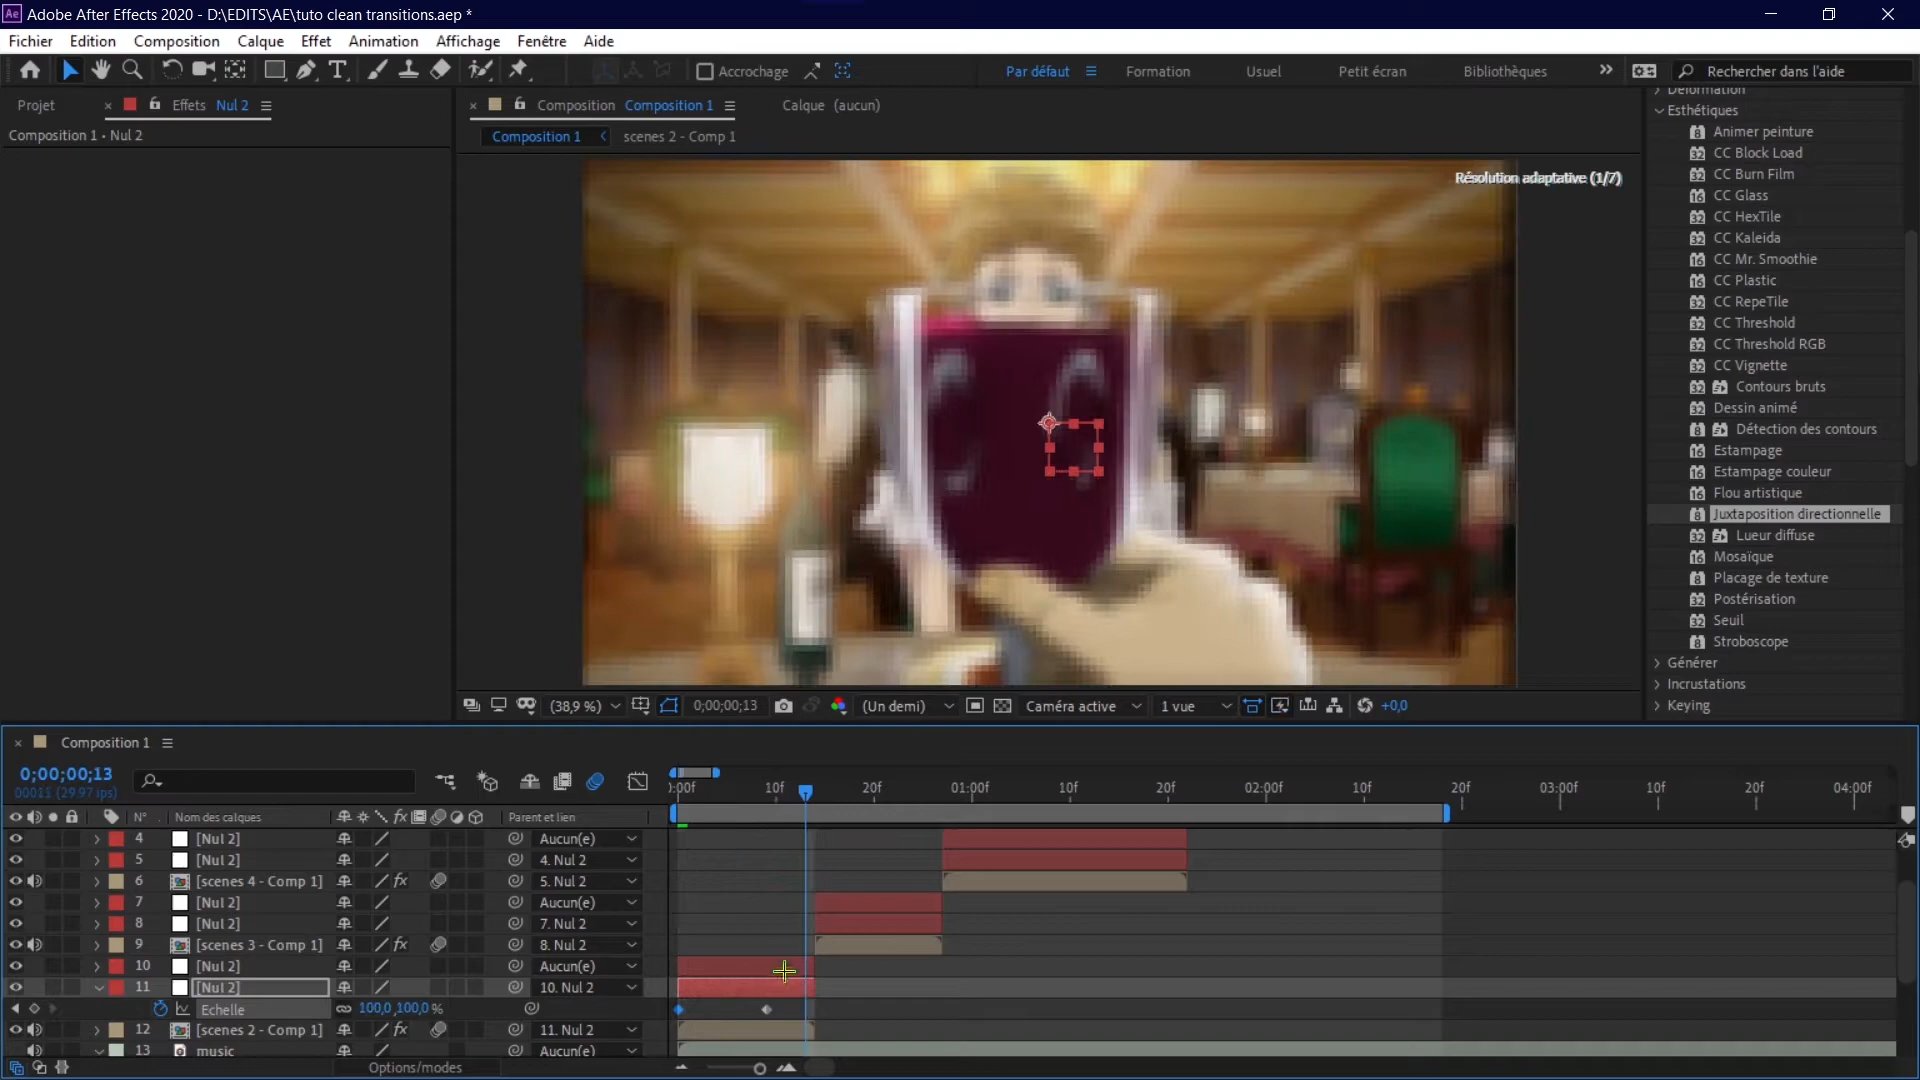 Adobe After Effects 2020 - D:\EDITS\AE\tuto clean transitions.aep *
Fichier Edition Composition Calque Effet Animation Affichage Fenêtre Aide
Accrochage Par défaut Formation Usuel Petit écran Bibliothèques Rechercher dans l'aide
Projet Effets Nul 2 Composition Composition 1 Calque (aucun)
Composition 1 • Nul 2
Composition 1 scenes 2 - Comp 1
Résolution adaptative (1/7)
Déformation
Esthétiques
Animer peinture
CC Block Load
CC Burn Film
CC Glass
CC HexTile
CC Kaleida
CC Mr. Smoothie
CC Plastic
CC RepeTile
CC Threshold
CC Threshold RGB
CC Vignette
Contours bruts
Dessin animé
Détection des contours
Estampage
Estampage couleur
Flou artistique
Juxtaposition directionnelle
Lueur diffuse
Mosaïque
Placage de texture
Postérisation
Seuil
Stroboscope
Générer
Incrustations
Keying
(38,9 %) 0;00;00;13 (Un demi) Caméra active 1 vue +0,0
Composition 1
0;00;00;13
(29.97 ips)
:00f 10f 20f 01:00f 10f 20f 02:00f 10f 20f 03:00f 10f 20f 04:00f
N° Nom des calques Parent et lien
4 [Nul 2] Aucun(e)
5 [Nul 2] 4. Nul 2
6 [scenes 4 - Comp 1] 5. Nul 2
7 [Nul 2] Aucun(e)
8 [Nul 2] 7. Nul 2
9 [scenes 3 - Comp 1] 8. Nul 2
10 [Nul 2] Aucun(e)
11 [Nul 2] 10. Nul 2
Echelle 100,0,100,0 %
12 [scenes 2 - Comp 1] 11. Nul 2
13 music Aucun(e)
Options/modes